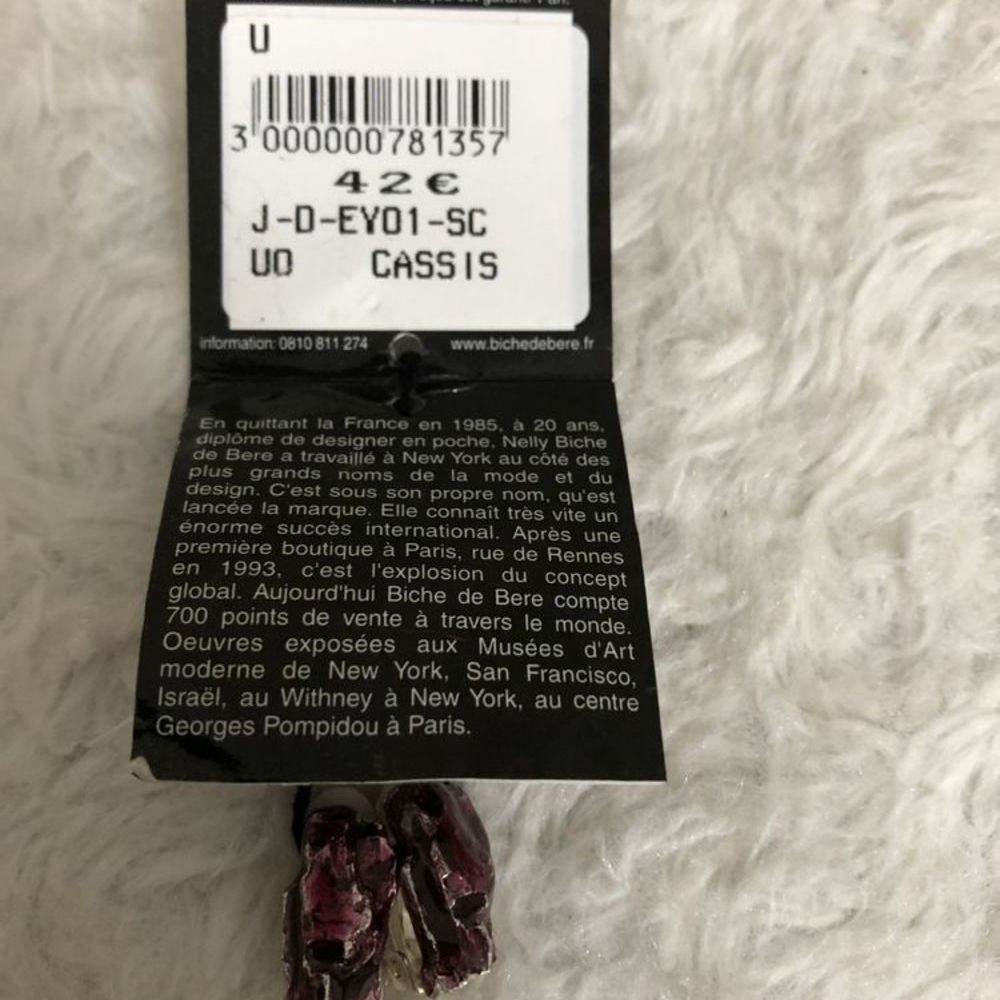 U
3 000000781357
42€
J-D-EY01-SC
U0 CASSIS
information: 0810 811 274 www.bichedebere.fr
En quittant la France en 1985, à 20 ans,
diplôme de designer en poche, Nelly Biche
de Bere a travaillé à New York au côté des
plus grands noms de la mode et du
design. C'est sous son propre nom, qu'est
lancée la marque. Elle connaît très vite un
énorme succès international. Après une
première boutique à Paris, rue de Rennes
en 1993, c'est l'explosion du concept
global. Aujourd'hui Biche de Bere compte
700 points de vente à travers le monde.
Oeuvres exposées aux Musées d'Art
moderne de New York, San Francisco,
Israël, au Withney à New York, au centre
Georges Pompidou à Paris.